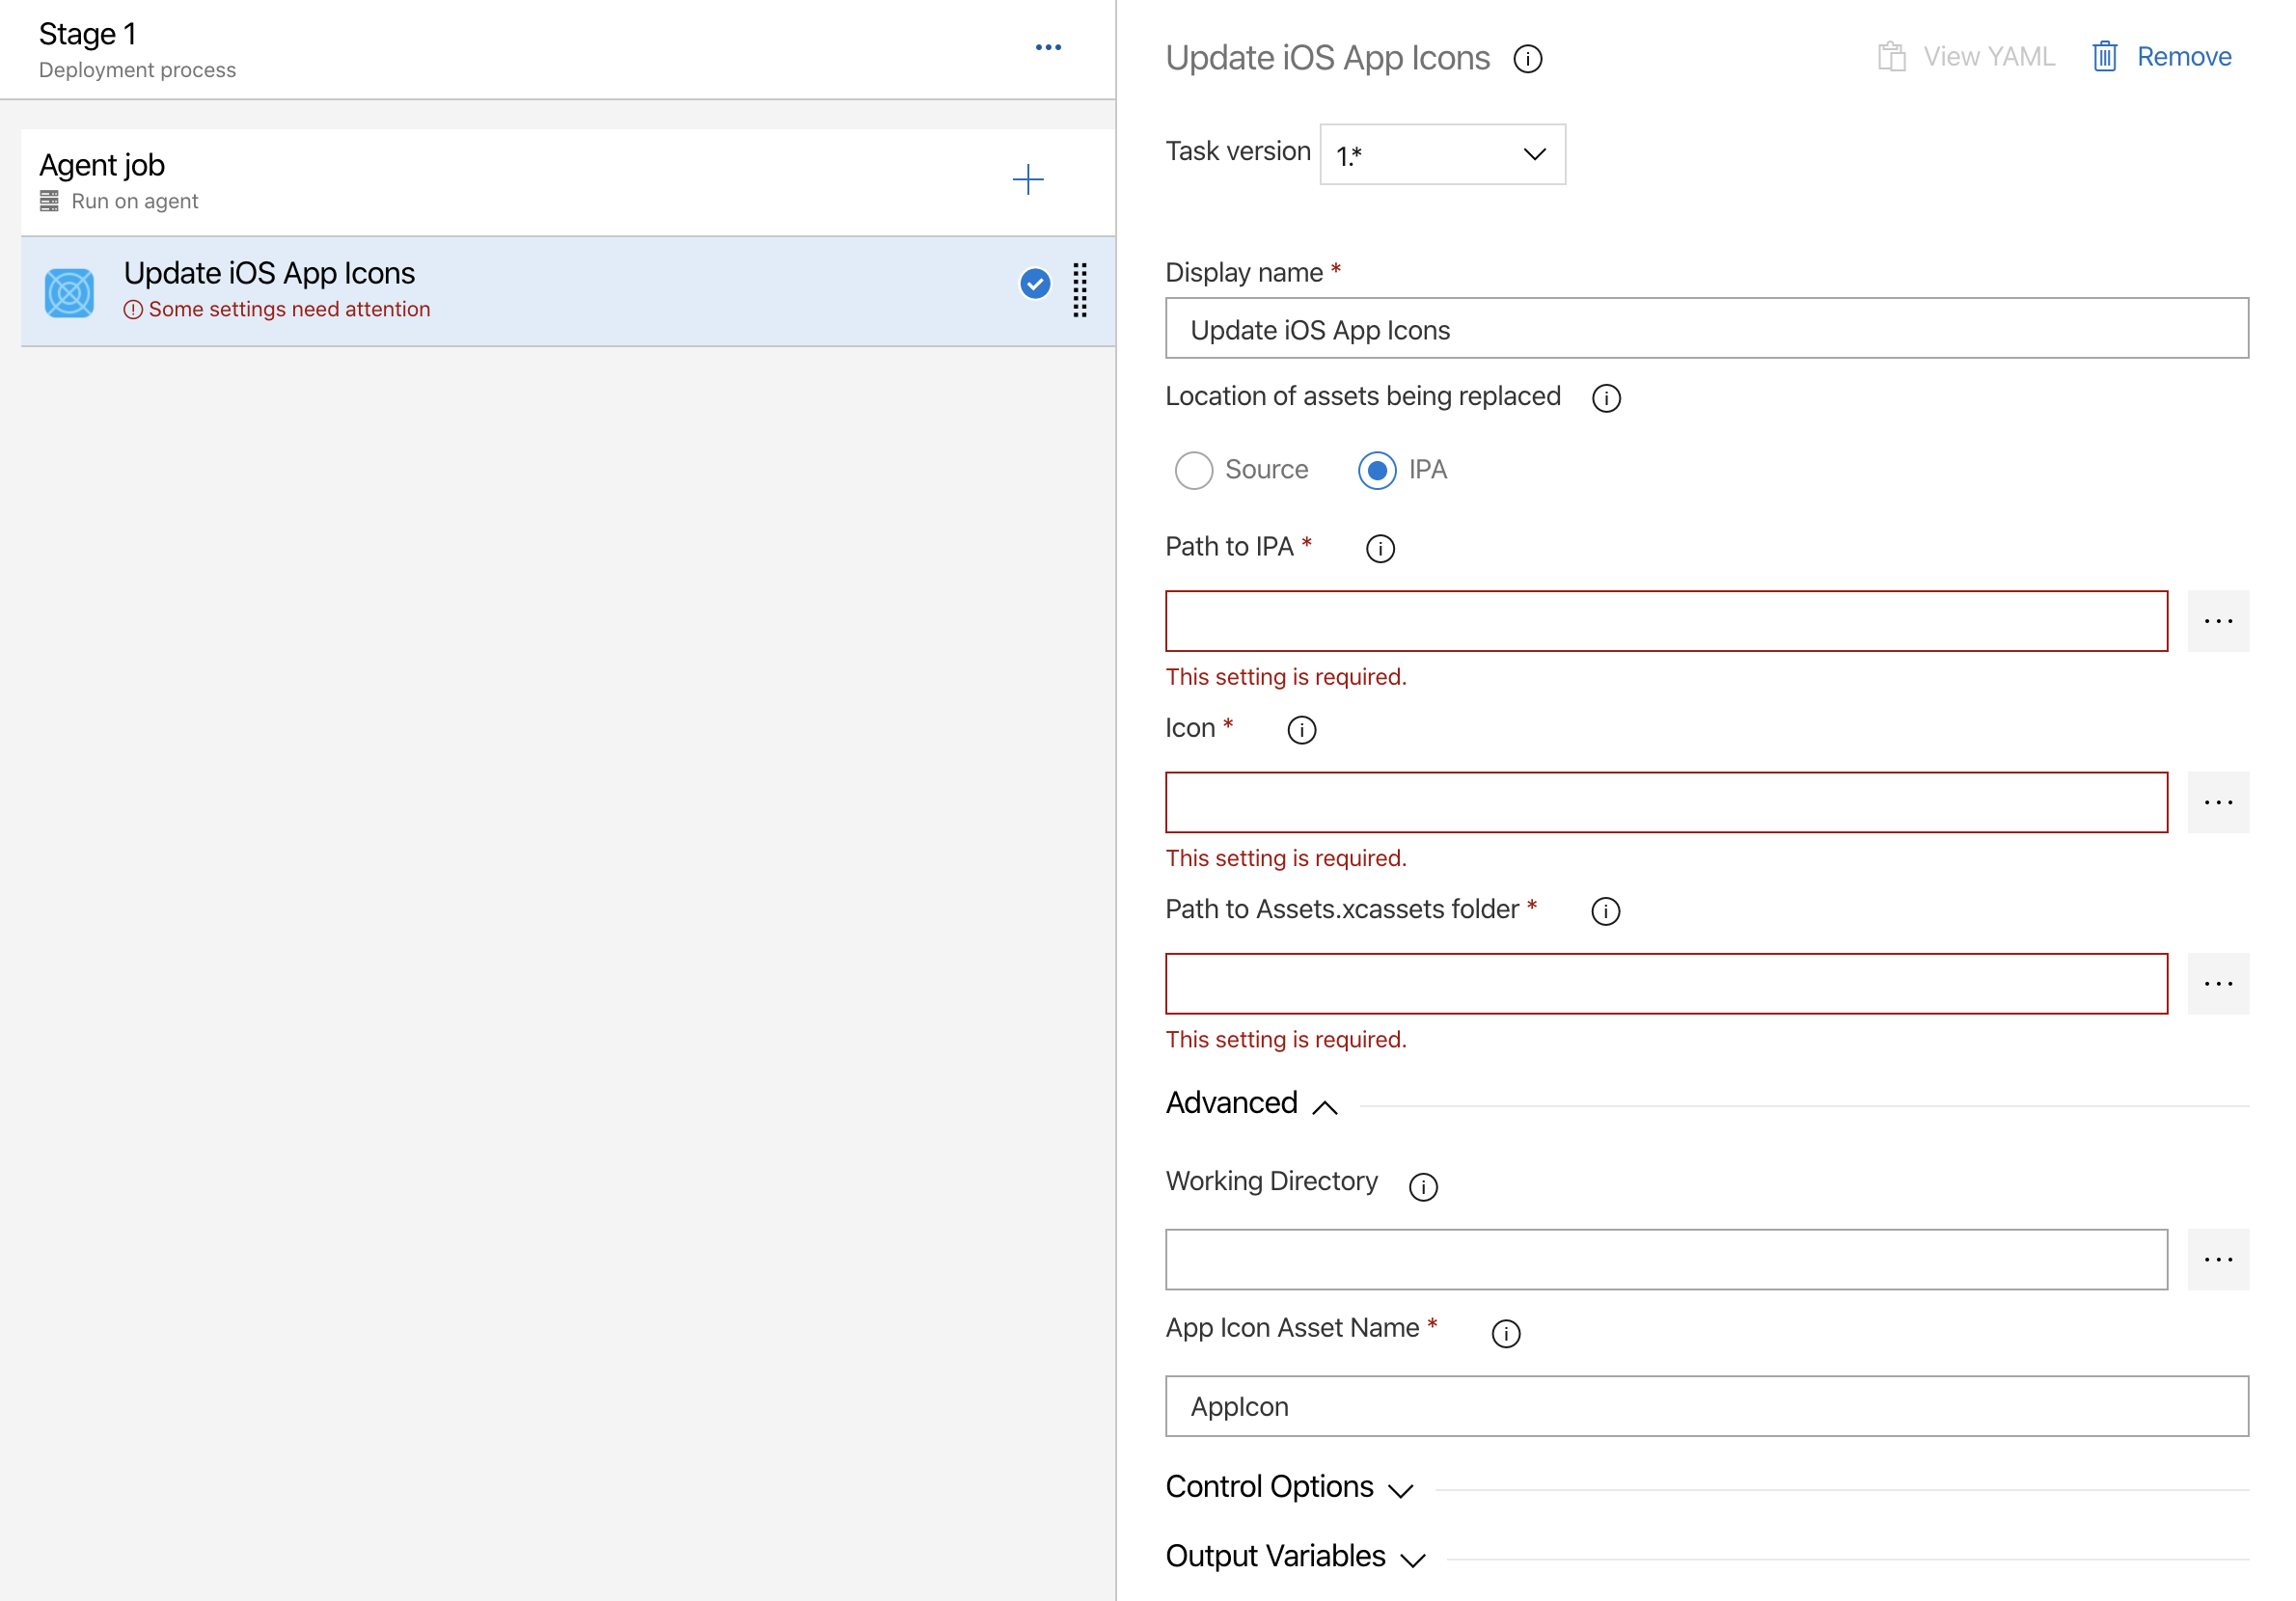 Stage 1
Deployment process
Agent job
Run on agent
Update iOS App Icons
Some settings need attention
Update iOS App Icons
View YAML
Remove
Task version
1.*
Display name *
Update iOS App Icons
Location of assets being replaced
Source
IPA
Path to IPA *
This setting is required.
Icon *
This setting is required.
Path to Assets.xcassets folder *
This setting is required.
Advanced
Working Directory
App Icon Asset Name *
AppIcon
Control Options
Output Variables